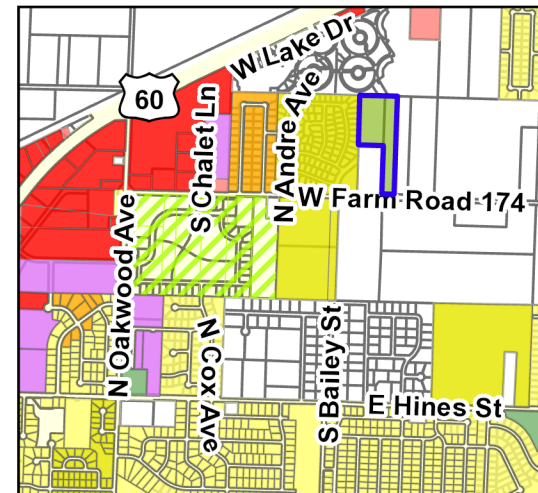 W Lake Dr
60
S Chalet Ln
N Andre Ave
W Farm Road 174
N Oakwood Ave
N Cox Ave
S Bailey St
E Hines St